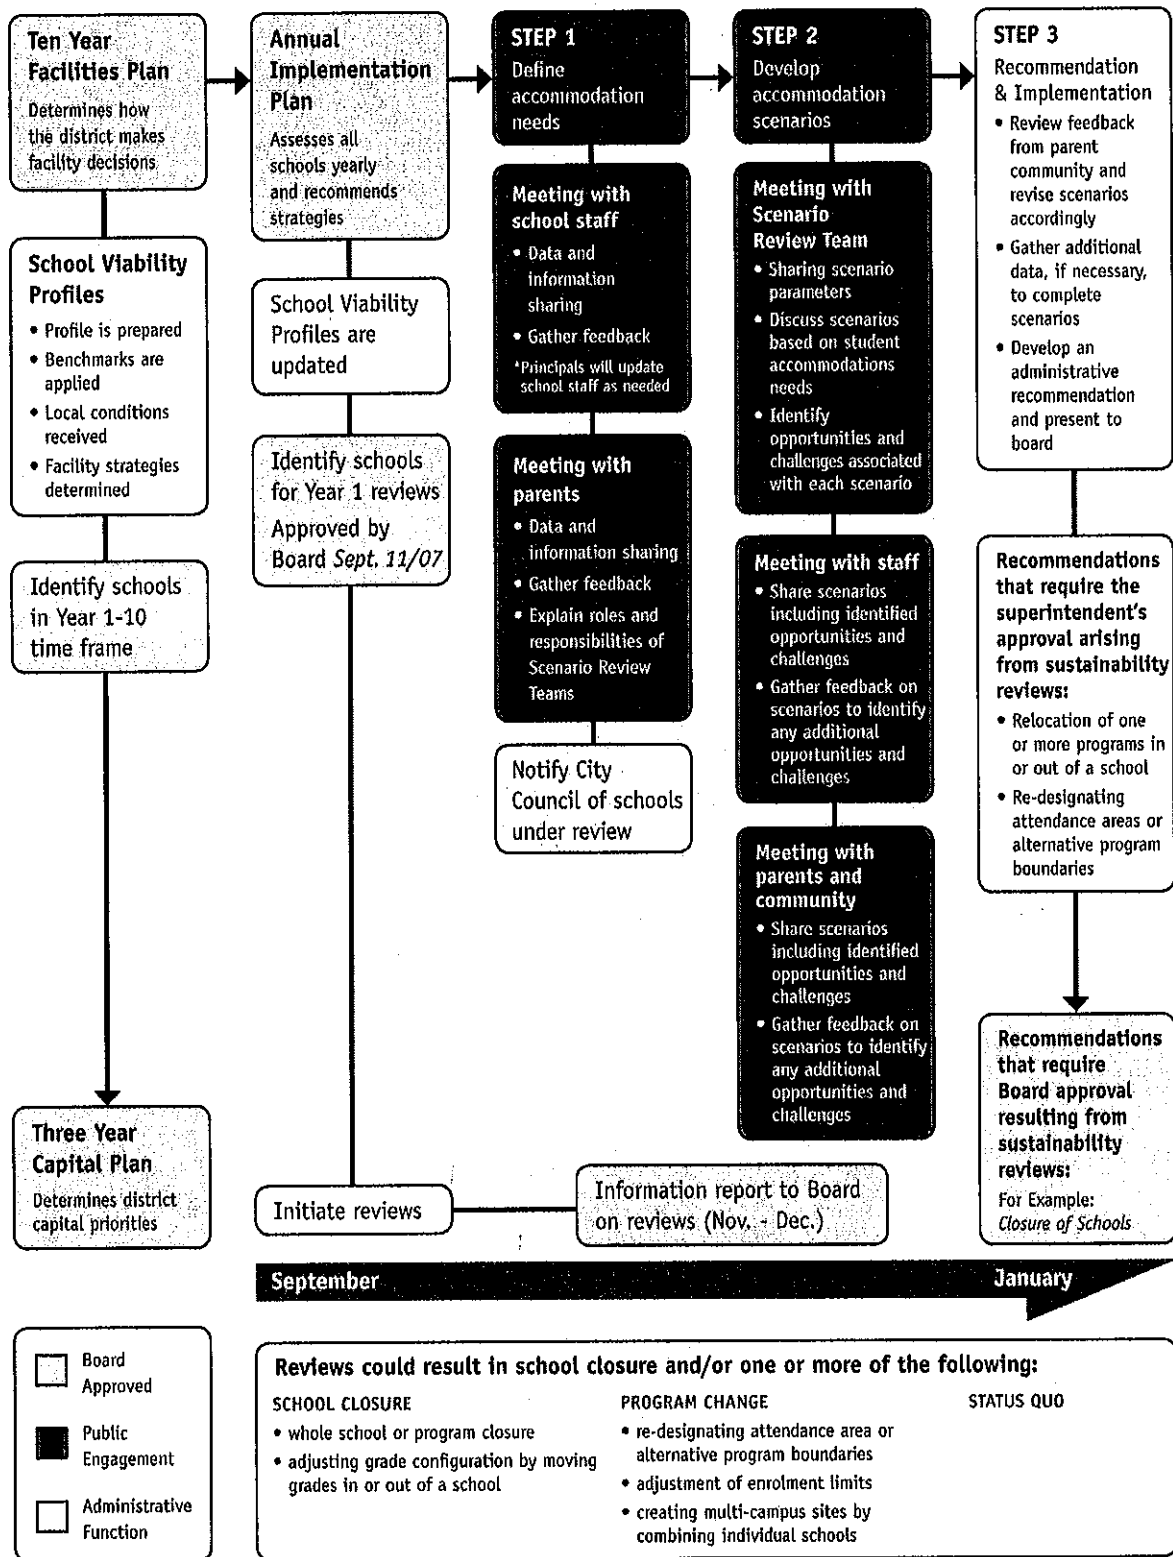 Ten Year
Facilities Plan
Determines how
the district makes
facility decisions
School Viability
Profiles
• Profile is prepared
• Benchmarks are
applied
• Local conditions
received
• Facility strategies
determined
Identify schools
in Year 1-10
time frame
Three Year
Capital Plan
Determines district
capital priorities
Annual
Implementation
Plan
Assesses all
schools yearly
and recommends
strategies
School Viability
Profiles are
updated
Identify schools
for Year 1 reviews
Approved by
Board Sept. 11/07
Initiate reviews
Information report to Board
on reviews (Nov. - Dec.)
STEP 1
Define
accommodation
needs
Meeting with
school staff
• Data and
information
sharing
• Gather feedback
*Principals will update
school staff as needed
Meeting with
parents
• Data and
information sharing
• Gather feedback
• Explain roles and
responsibilities of
Scenario Review
Teams
Notify City
Council of schools
under review
STEP 2
Develop
accommodation
scenarios
Meeting with
Scenario
Review Team
• Sharing scenario
parameters
• Discuss scenarios
based on student
accommodations
needs
• Identify
opportunities and
challenges associated
with each scenario
Meeting with staff
• Share scenarios
including identified
opportunities and
challenges
• Gather feedback on
scenarios to identify
any additional
opportunities and
challenges
Meeting with
parents and
community
• Share scenarios
including identified
opportunities and
challenges
• Gather feedback on
scenarios to identify
any additional
opportunities and
challenges
STEP 3
Recommendation
& Implementation
• Review feedback
from parent
community and
revise scenarios
accordingly
• Gather additional
data, if necessary,
to complete
scenarios
• Develop an
administrative
recommendation
and present to
board
Recommendations
that require the
superintendent's
approval arising
from sustainability
reviews:
• Relocation of one
or more programs in
or out of a school
• Re-designating
attendance areas or
alternative program
boundaries
Recommendations
that require
Board approval
resulting from
sustainability
reviews:
For Example:
Closure of Schools
September
January
Board
Approved
Public
Engagement
Administrative
Function
Reviews could result in school closure and/or one or more of the following:
SCHOOL CLOSURE
• whole school or program closure
• adjusting grade configuration by moving
grades in or out of a school
PROGRAM CHANGE
• re-designating attendance area or
alternative program boundaries
• adjustment of enrolment limits
• creating multi-campus sites by
combining individual schools
STATUS QUO